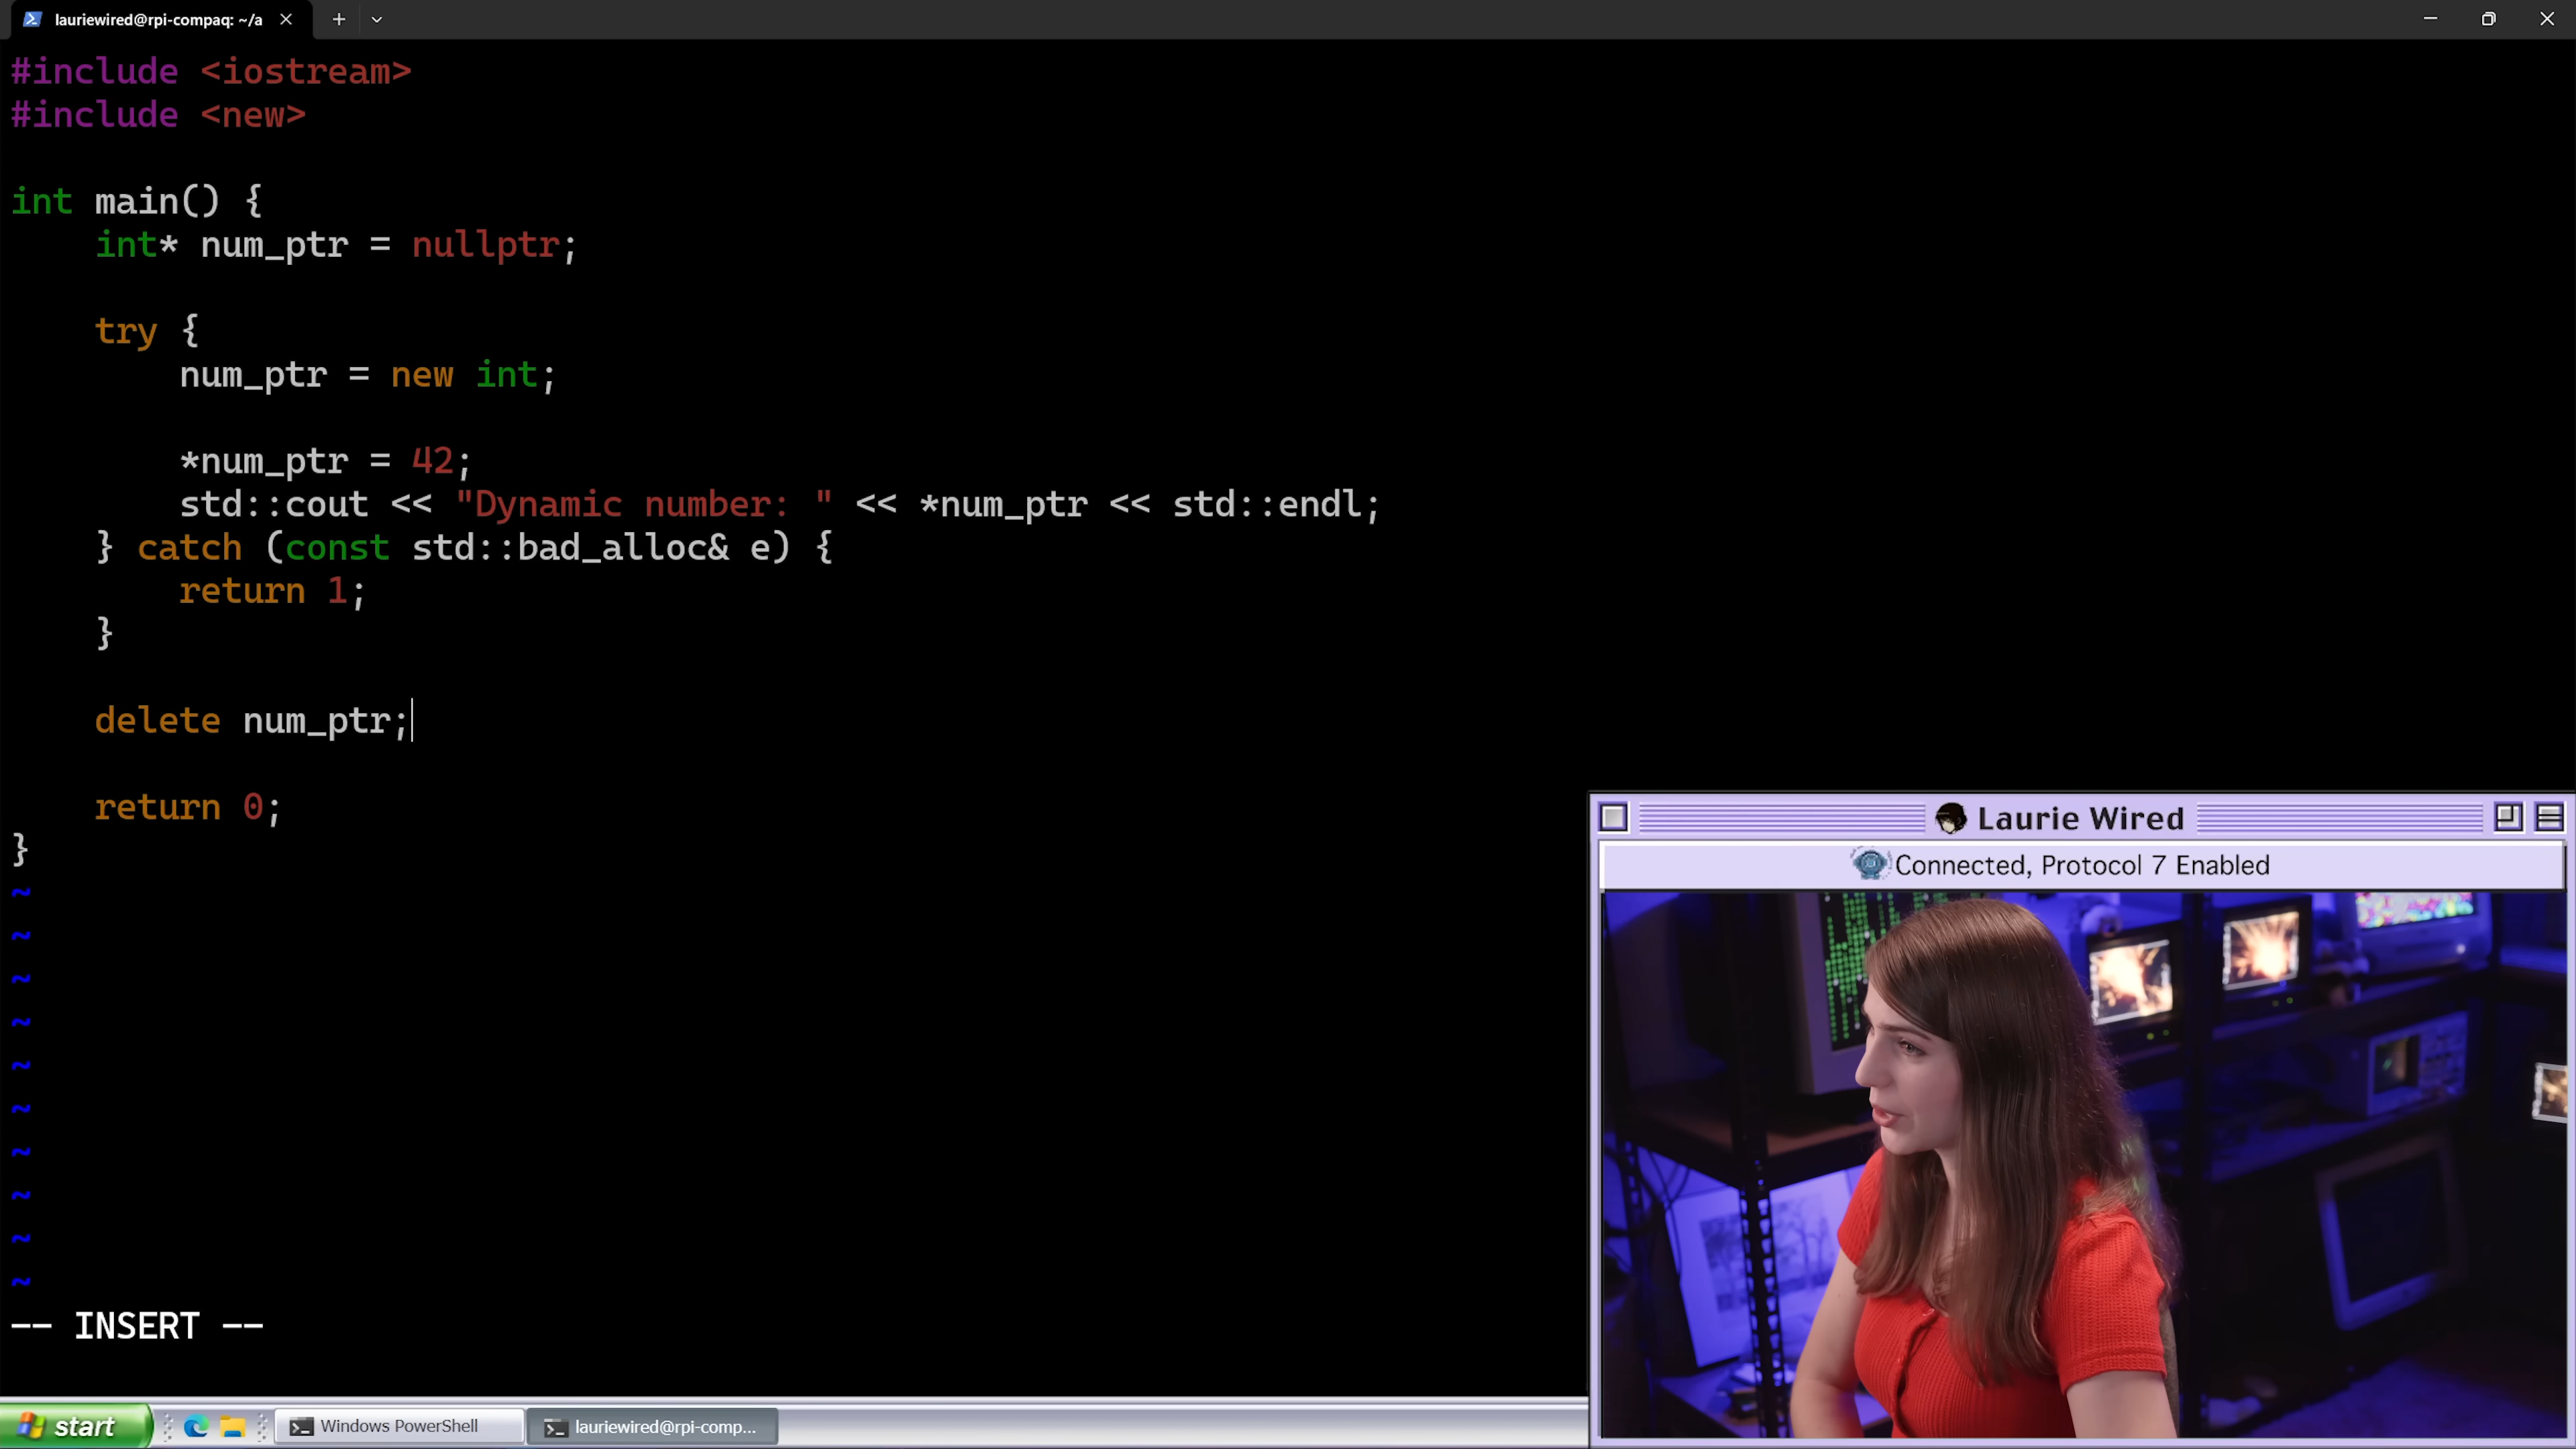 lauriewired@rpi-compaq: ~/a
#include <iostream>
#include <new>
int main() {
int* num_ptr = nullptr;
try {
num_ptr = new int;
*num_ptr = 42;
std::cout << "Dynamic number: " << *num_ptr << std::endl;
} catch (const std::bad_alloc& e) {
return 1;
}
delete num_ptr;
return 0;
}
~
~
~
~
~
~
~
~
~
~
-- INSERT --
Laurie Wired
Connected, Protocol 7 Enabled
start
Windows PowerShell
lauriewired@rpi-comp...